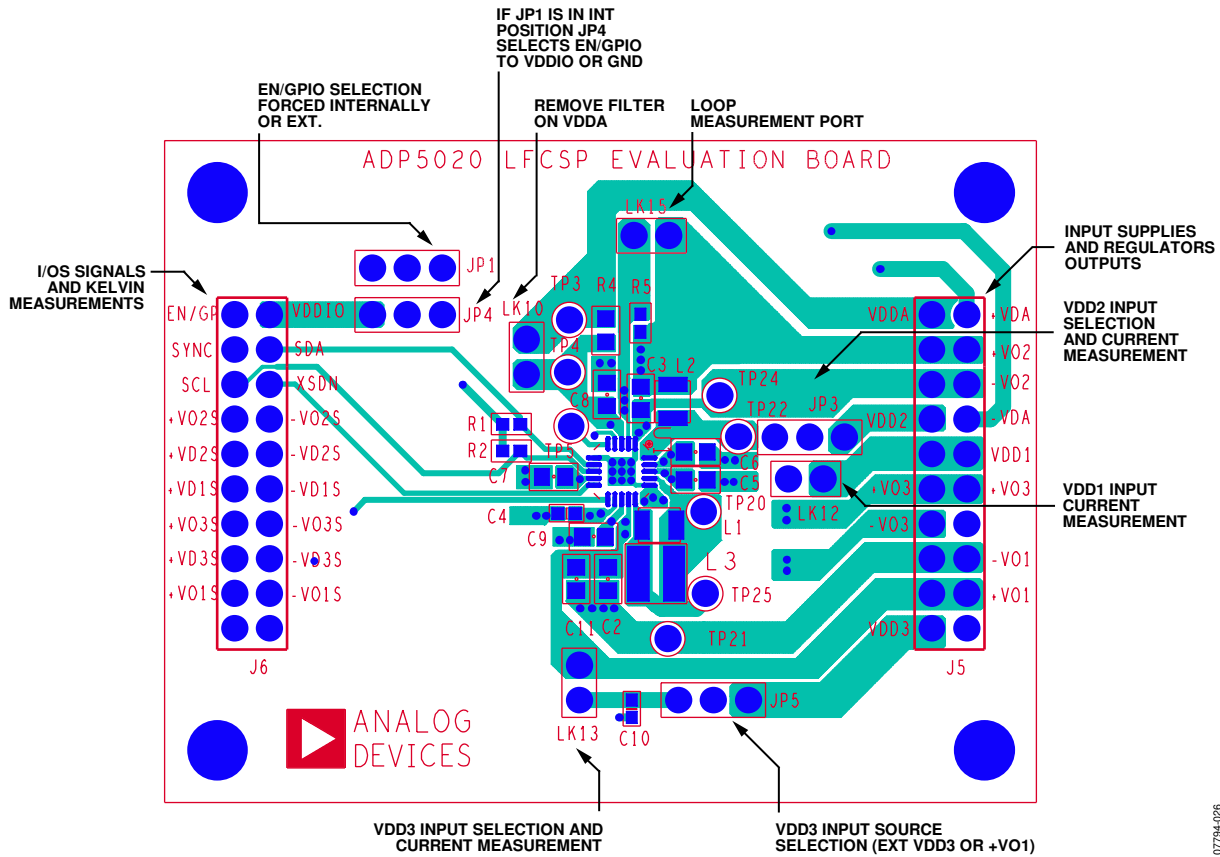 IF JP1 IS IN INT
POSITION JP4
SELECTS EN/GPIO
TO VDDIO OR GND
EN/GPIO SELECTION
FORCED INTERNALLY
OR EXT.
REMOVE FILTER
ON VDDA
LOOP
MEASUREMENT PORT
ADP5020 LFCSP EVALUATION BOARD
I/OS SIGNALS
AND KELVIN
MEASUREMENTS
INPUT SUPPLIES
AND REGULATORS
OUTPUTS
VDD2 INPUT
SELECTION
AND CURRENT
MEASUREMENT
VDD1 INPUT
CURRENT
MEASUREMENT
LK15
JP1
JP4
LK10
TP3
R4
R5
TP4
C3
L2
C8
TP24
TP22
JP3
R1
R2
TP5
C7
C6
C5
C4
C9
TP20
L1
LK12
L3
TP25
C11
C2
TP21
LK13
C10
JP5
EN/GP
VDDIO
SYNC
SDA
SCL
XSDN
+VO2S
-VO2S
+VD2S
-VD2S
+VD1S
-VD1S
+VO3S
-VO3S
+VD3S
-VD3S
+VO1S
-VO1S
J6
VDDA
+VDA
+VO2
-VO2
VDD2
-VDA
VDD1
+VO3
+VO3
-VO3
-VO1
+VO1
VDD3
J5
ANALOG
DEVICES
VDD3 INPUT SELECTION AND
CURRENT MEASUREMENT
VDD3 INPUT SOURCE
SELECTION (EXT VDD3 OR +VO1)
07794-026